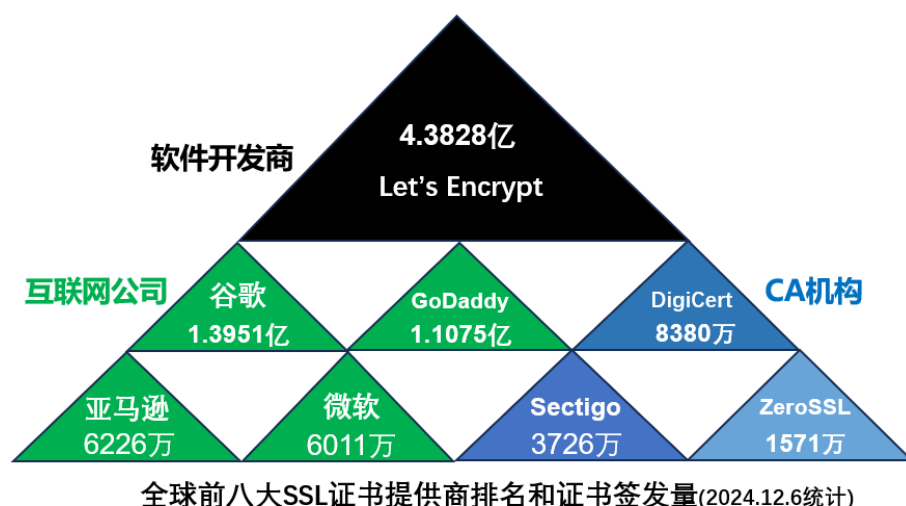 4.3828亿
软件开发商
Let’s Encrypt
互联网公司
谷歌
GoDaddy
DigiCert
CA机构
1.3951亿
1.1075亿
8380万
亚马逊
微软
Sectigo
ZeroSSL
6226万
6011万
3726万
1571万
全球前八大SSL证书提供商排名和证书签发量(2024.12.6统计)